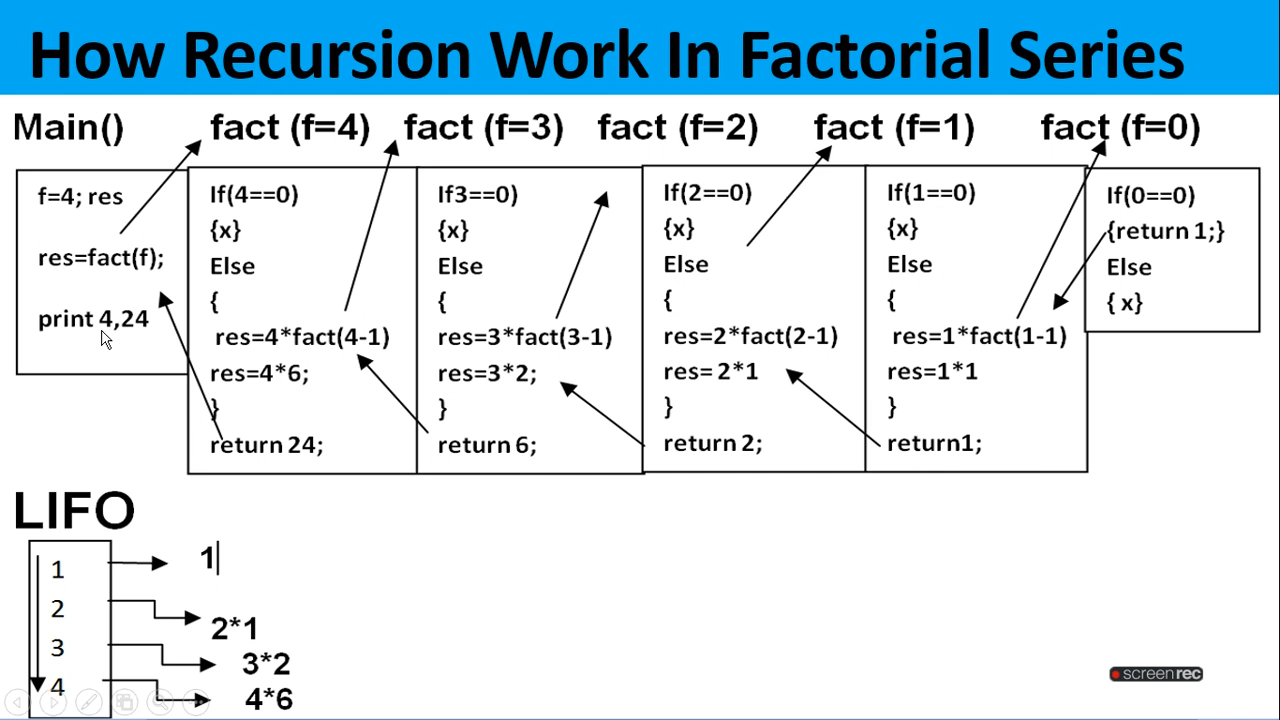 How Recursion Work In Factorial Series
Main()
f=4; res
res=fact(f);
print 4,24
fact (f=4)
If(4==0)
{x}
Else
{
res=4*fact(4-1)
res=4*6;
}
return 24;
fact (f=3)
If3==0)
{x}
Else
{
res=3*fact(3-1)
res=3*2;
}
return 6;
fact (f=2)
If(2==0)
{x}
Else
{
res=2*fact(2-1)
res= 2*1
}
return 2;
fact (f=1)
If(1==0)
{x}
Else
{
res=1*fact(1-1)
res=1*1
}
return1;
fact (f=0)
If(0==0)
{return 1;}
Else
{ x}
LIFO
1
1
2
2*1
3
3*2
4
4*6
screenrec